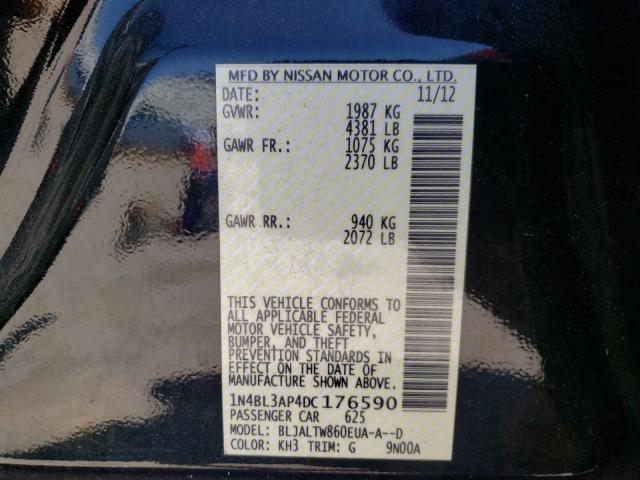 MFD BY NISSAN MOTOR CO., LTD.
DATE: 11/12
GVWR: 1987 KG
4381 LB
GAWR FR.: 1075 KG
2370 LB
GAWR RR.: 940 KG
2072 LB
THIS VEHICLE CONFORMS TO
ALL APPLICABLE FEDERAL
MOTOR VEHICLE SAFETY,
BUMPER, AND THEFT
PREVENTION STANDARDS IN
EFFECT ON THE DATE OF
MANUFACTURE SHOWN ABOVE.
1N4BL3AP4DC176590
PASSENGER CAR 625
MODEL: BLJALTW860EUA-A--D
COLOR: KH3 TRIM: G 9N00A